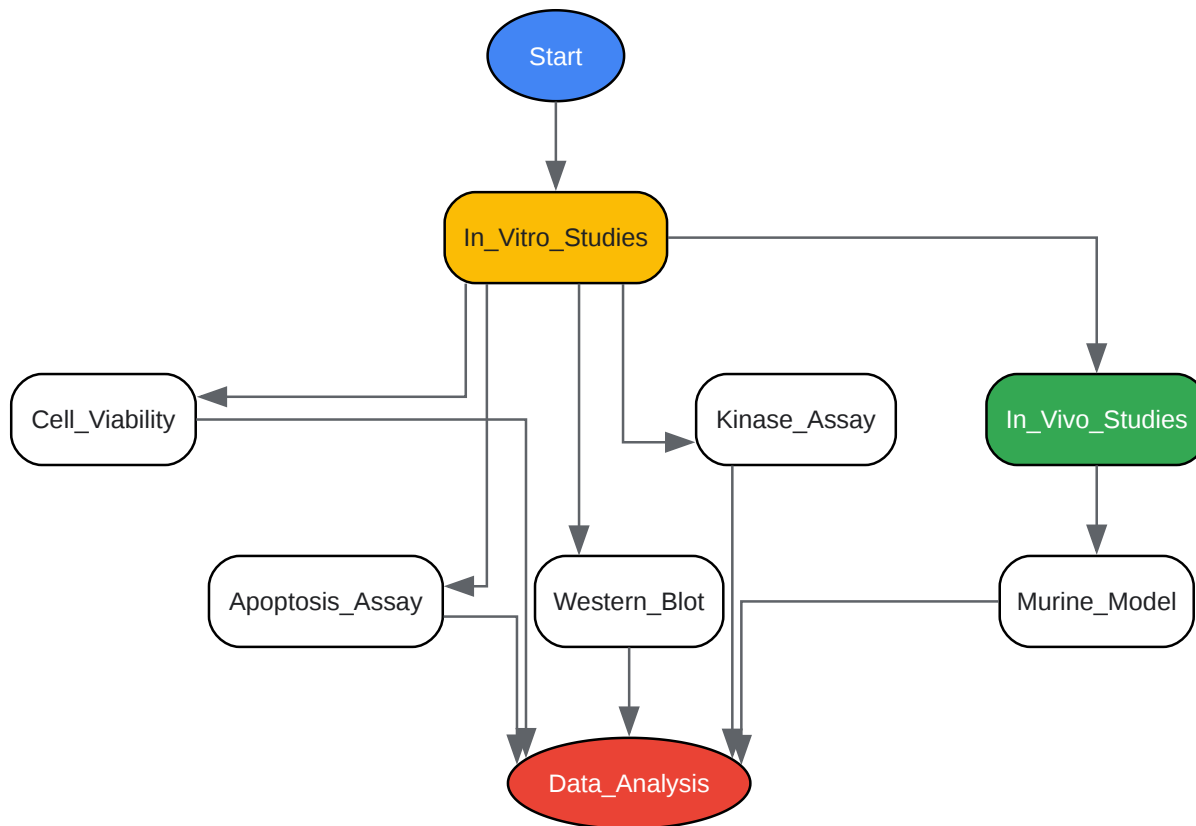 Start
In_Vitro_Studies
Cell_Viability
Kinase_Assay
In_Vivo_Studies
Apoptosis_Assay
Western_Blot
Murine_Model
Data_Analysis